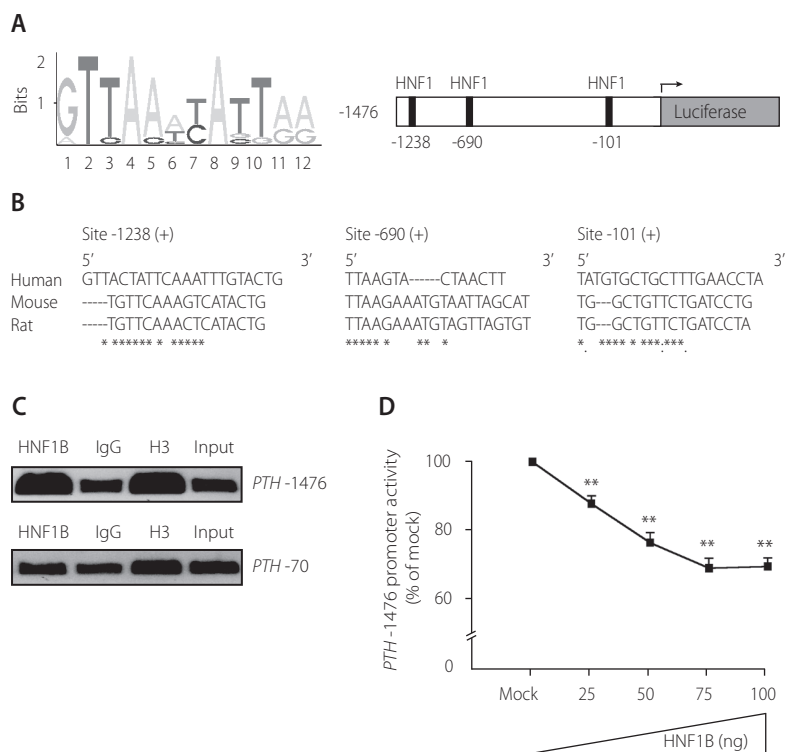 A
2
1
Bits
GTTAAATATTAA
1 2 3 4 5 6 7 8 9 10 11 12
HNF1 HNF1 HNF1
-1476
Luciferase
-1238 -690 -101
B
Site -1238 (+) Site -690 (+) Site -101 (+)
5' 3' 5' 3' 5' 3'
Human GTTACTATTCAAATTTGTACTG TTAAGTA------CTAACTT TATGTGCTGCTTTGAACCTA
Mouse -----TGTTCAAAGTCATACTG TTAAGAAATGTAATTAGCAT TG---GCTGTTCTGATCCTG
Rat -----TGTTCAAACTCATACTG TTAAGAAATGTAGTTAGTGT TG---GCTGTTCTGATCCTA
* ****** * ***** ***** * ** * * **** * ***.***
C
HNF1B IgG H3 Input
PTH -1476
HNF1B IgG H3 Input
PTH -70
D
PTH -1476 promoter activity
(% of mock)
100
80
60
0
** ** ** **
Mock 25 50 75 100
HNF1B (ng)